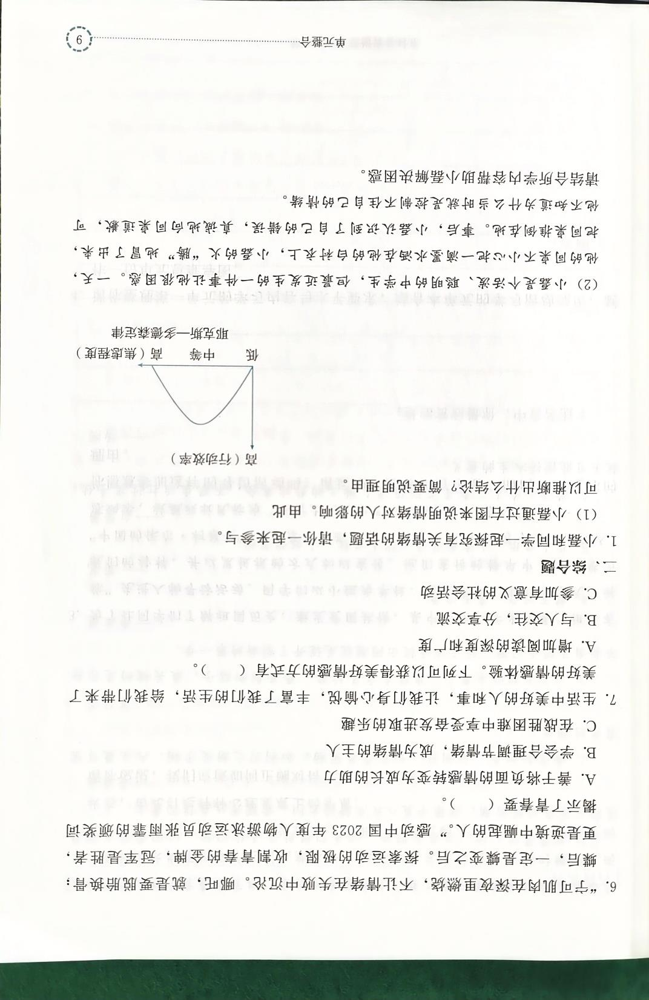 6. “宁可肌肉在深夜里燃烧，不让情绪在失败中沉沦。哪吒，就是要脱胎换骨；
蝶后，一定是蝶变之后。探索运动的极限，收割青春的金牌，冠军是胜者，
更是逆境中崛起的人。”感动中国 2023 年度人物游泳运动员张雨霏的颁奖词
揭示了青春要（　　）。
A. 善于将负面的情感转变为成长的助力
B. 学会合理调节情绪，成为情绪的主人
C. 在战胜困难中享受奋发进取的乐趣
7. 生活中美好的人和事，让我们身心愉悦，丰富了我们的生活，给我们带来了
美好的情感体验。下列可以获得美好情感的方式有（　　）。
A. 增加阅读的深度和广度
B. 与人交往，分享交流
C. 参加有意义的社会活动
二、综合题
1. 小磊和同学一起探究有关情绪的话题，请你一起来参与。
（1）小磊通过右图来说明情绪对人的影响。由此
可以推断出什么结论？简要说明理由。
高（行动效率）
低 中等 高（焦虑程度）
耶克斯—多德森定律
（2）小磊是个活泼、聪明的中学生，但最近发生的一件事让他很困惑。一天，
他的同桌不小心把一滴墨水洒在他的白衬衣上，小磊的火“腾”地冒了出来，
把同桌推倒在地。事后，小磊认识到了自己的错误，真诚地向同桌道歉，可
他不知道为什么当时就是控制不住自己的情绪。
请结合所学内容帮助小磊解决困惑。
单元整合 9